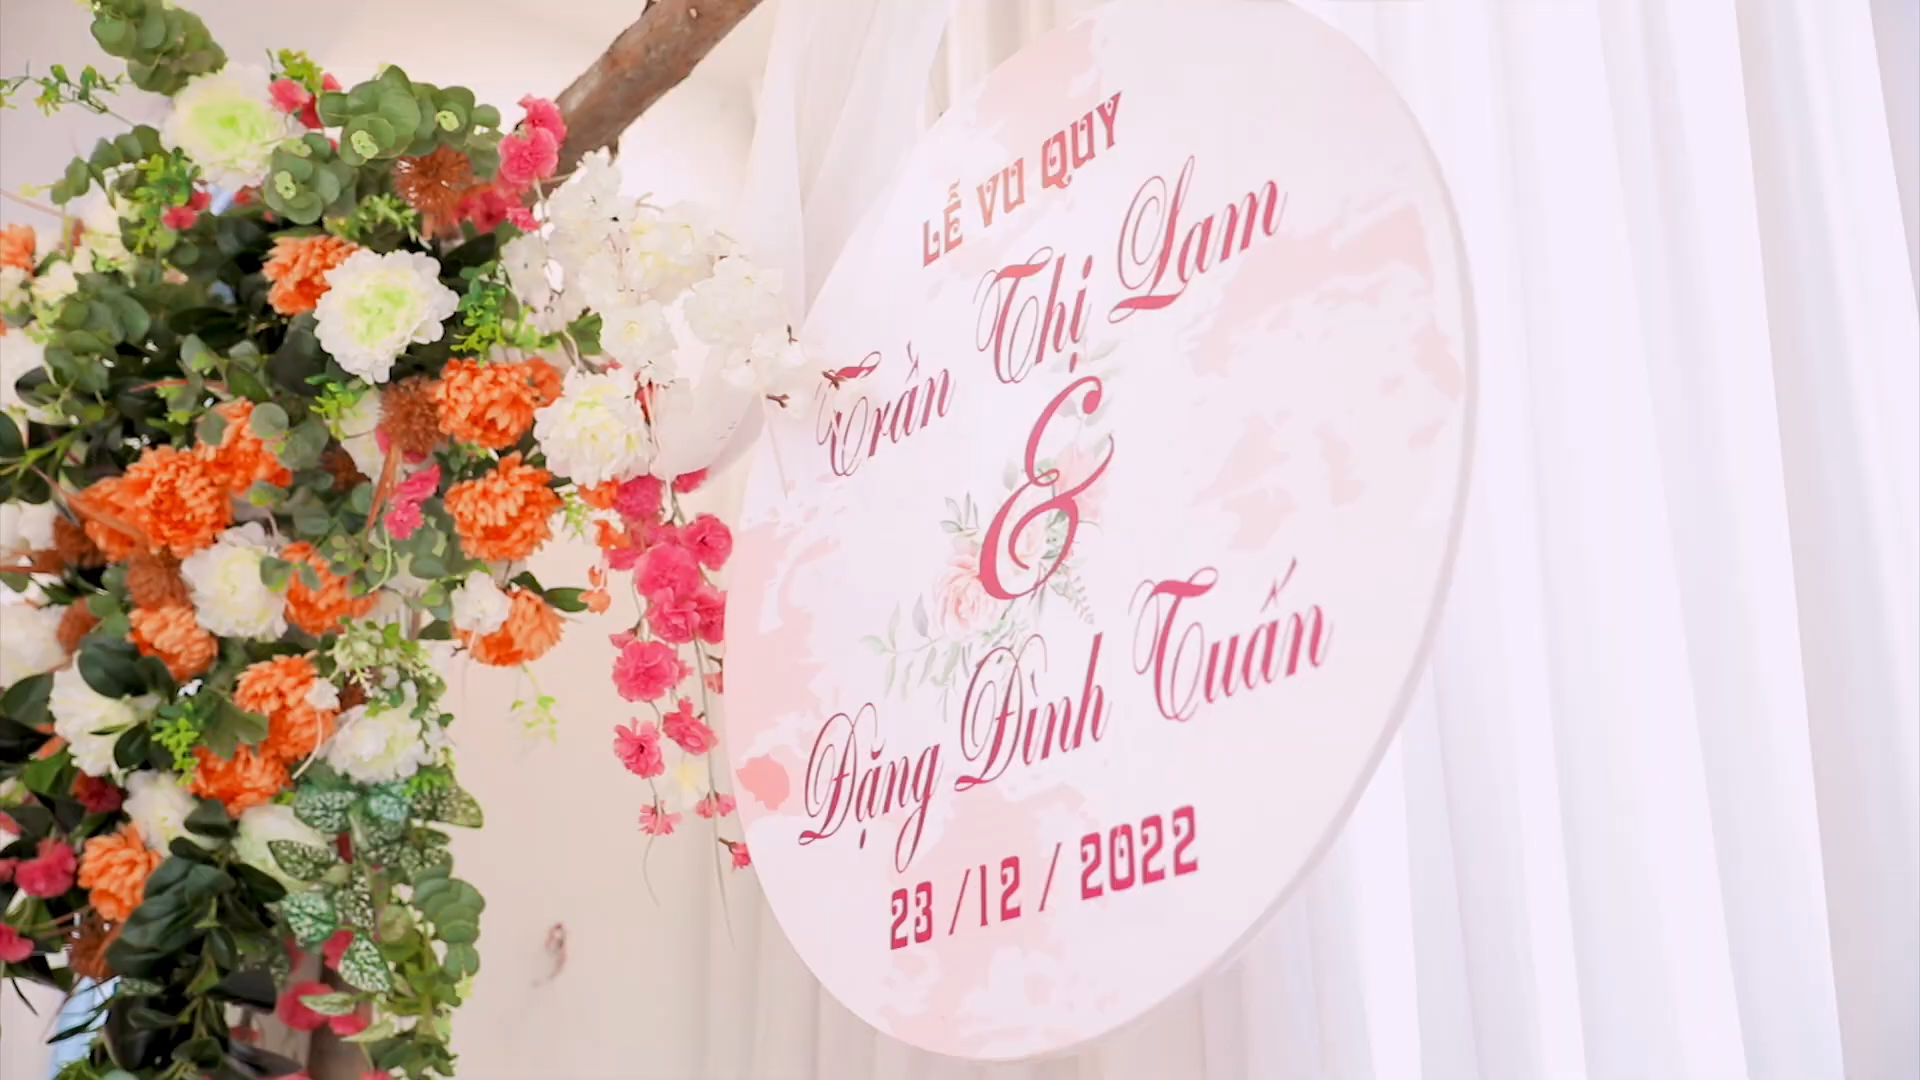 LỄ VU QUY
Trần Thị Lam
&
Đặng Đình Tuấn
23/12/2022